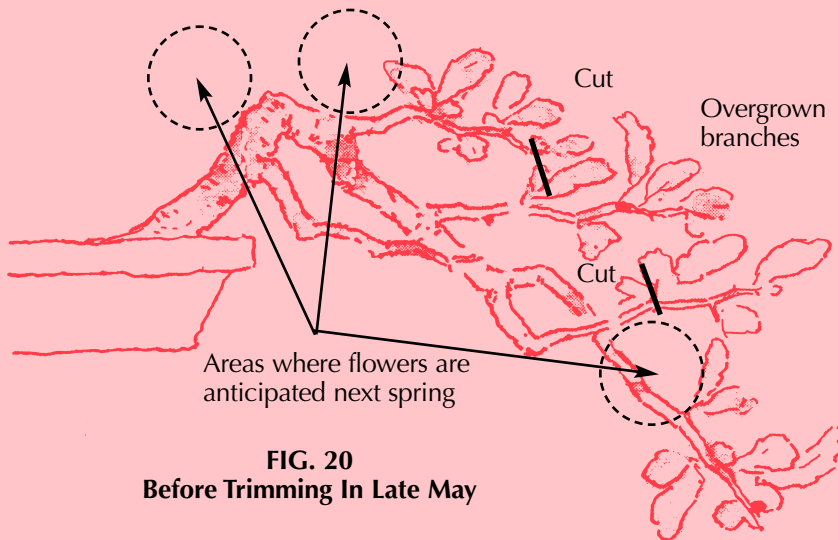 Cut
Overgrown
branches
Cut
Areas where flowers are
anticipated next spring
FIG. 20
Before Trimming In Late May